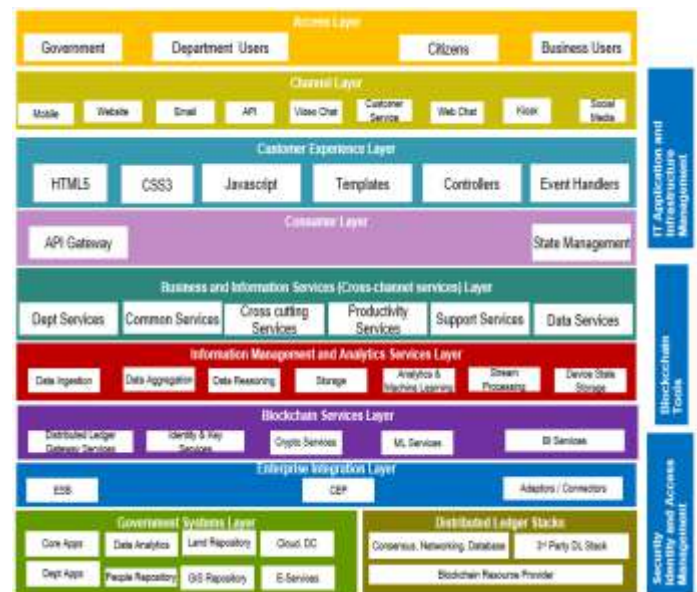 Access Layer
Government
Department Users
Citizens
Business Users
Channel Layer
Mobile
Website
Email
API
Video Chat
Customer
Service
Web Chat
Kiosk
Social
Media
Customer Experience Layer
HTML5
CSS3
Javascript
Templates
Controllers
Event Handlers
Consumer Layer
API Gateway
State Management
Business and Information Services (Cross-channel services) Layer
Dept Services
Common Services
Cross cutting
Services
Productivity
Services
Support Services
Data Services
Information Management and Analytics Services Layer
Data Ingestion
Data Aggregation
Data Reasoning
Storage
Analytics &
Machine Learning
Stream
Processing
Device State
Storage
Blockchain Services Layer
Distributed Ledger
Gateway Services
Identity & Key
Services
Crypto Services
ML Services
BI Services
Enterprise Integration Layer
ESB
CEP
Adaptors / Connectors
Government Systems Layer
Core Apps
Data Analytics
Land Repository
Cloud, DC
Dept Apps
People Repository
GIS Repository
E-Services
Distributed Ledger Stacks
Consensus, Networking, Database
3rd Party DL Stack
Blockchain Resource Provider
IT Application and
Infrastructure
Management
Blockcchain
Tools
Security
Identity and Access
Management